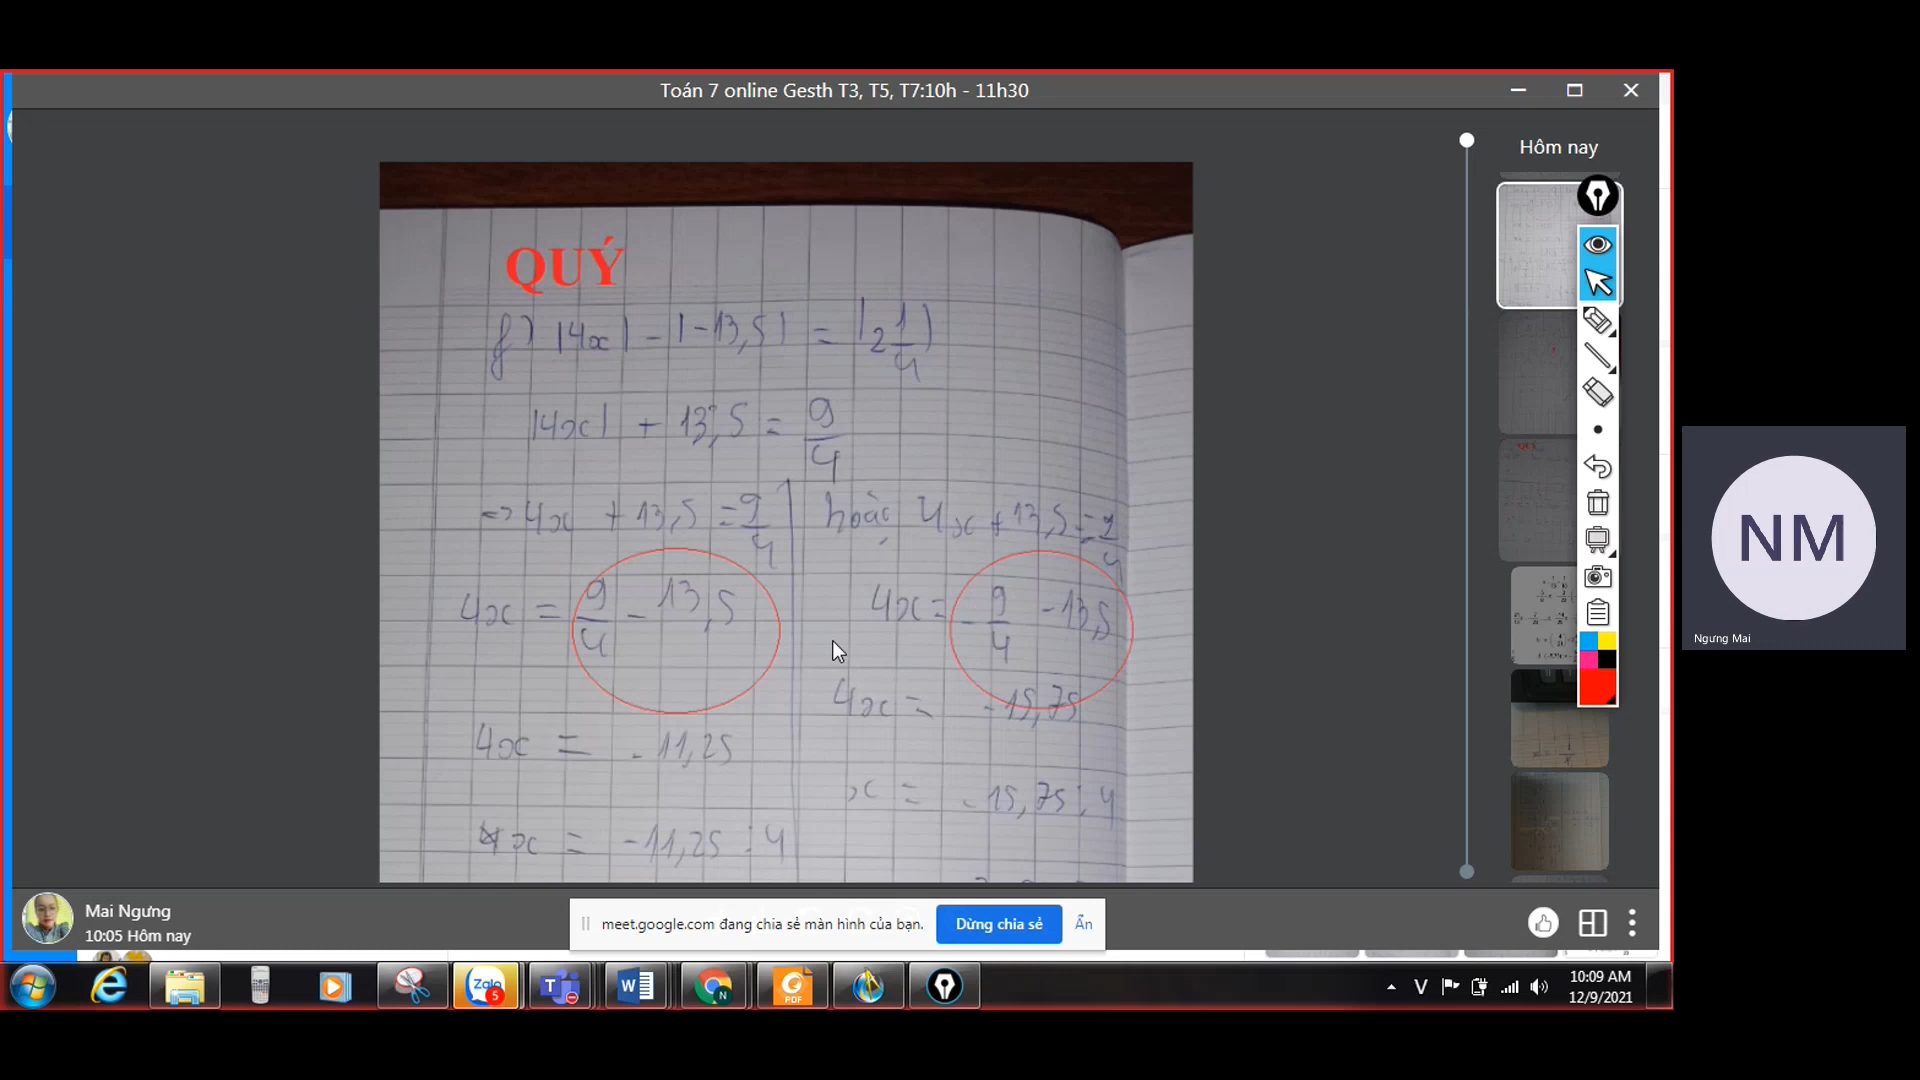 Toán 7 online Gesth T3, T5, T7:10h - 11h30
Hôm nay
QUÝ
f) |4x| - |-13,5| = |2 1/4|
|4x| + 13,5 = 9/4
=> 4x + 13,5 = 9/4
4x = 9/4 - 13,5
4x = -11,25
4x = -11,25 : 4
hoặc 4x + 13,5 = 9/4
4x = - 9/4 - 13,5
4x = -15,75
x = -15,75 : 4
NM
Ngưng Mai
Mai Ngưng
10:05 Hôm nay
meet.google.com đang chia sẻ màn hình của bạn.
Dừng chia sẻ
Ẩn
Zalo
5
T
W
N
PDF
V
10:09 AM
12/9/2021